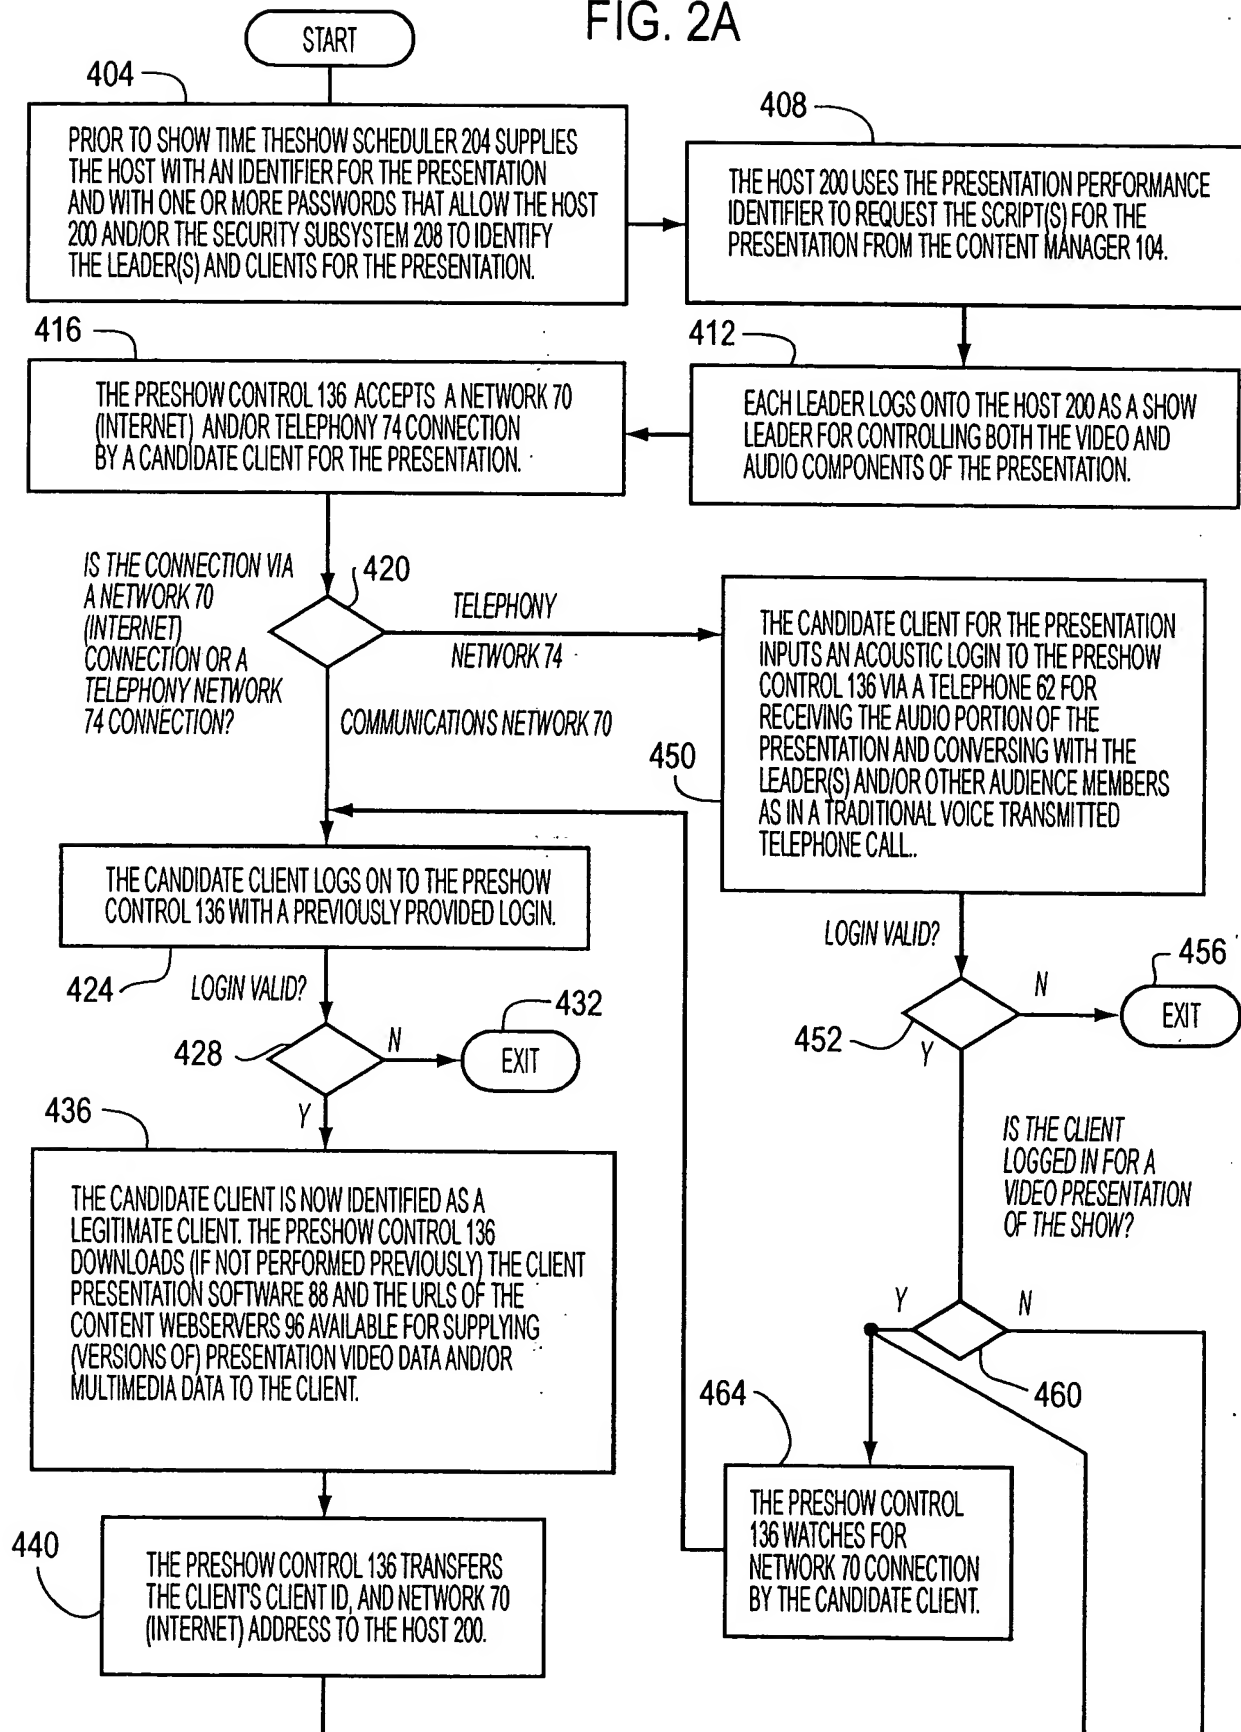 FIG. 2A
START
404
PRIOR TO SHOW TIME THESHOW SCHEDULER 204 SUPPLIES
THE HOST WITH AN IDENTIFIER FOR THE PRESENTATION
AND WITH ONE OR MORE PASSWORDS THAT ALLOW THE HOST
200 AND/OR THE SECURITY SUBSYSTEM 208 TO IDENTIFY
THE LEADER(S) AND CLIENTS FOR THE PRESENTATION.
408
THE HOST 200 USES THE PRESENTATION PERFORMANCE
IDENTIFIER TO REQUEST THE SCRIPT(S) FOR THE
PRESENTATION FROM THE CONTENT MANAGER 104.
412
EACH LEADER LOGS ONTO THE HOST 200 AS A SHOW
LEADER FOR CONTROLLING BOTH THE VIDEO AND
AUDIO COMPONENTS OF THE PRESENTATION.
416
THE PRESHOW CONTROL 136 ACCEPTS A NETWORK 70
(INTERNET) AND/OR TELEPHONY 74 CONNECTION
BY A CANDIDATE CLIENT FOR THE PRESENTATION.
IS THE CONNECTION VIA
A NETWORK 70
(INTERNET)
CONNECTION OR A
TELEPHONY NETWORK
74 CONNECTION?
420
TELEPHONY
NETWORK 74
COMMUNICATIONS NETWORK 70
450
THE CANDIDATE CLIENT FOR THE PRESENTATION
INPUTS AN ACOUSTIC LOGIN TO THE PRESHOW
CONTROL 136 VIA A TELEPHONE 62 FOR
RECEIVING THE AUDIO PORTION OF THE
PRESENTATION AND CONVERSING WITH THE
LEADER(S) AND/OR OTHER AUDIENCE MEMBERS
AS IN A TRADITIONAL VOICE TRANSMITTED
TELEPHONE CALL..
THE CANDIDATE CLIENT LOGS ON TO THE PRESHOW
CONTROL 136 WITH A PREVIOUSLY PROVIDED LOGIN.
424
LOGIN VALID?
428
N
432
EXIT
Y
LOGIN VALID?
452
N
456
EXIT
Y
436
THE CANDIDATE CLIENT IS NOW IDENTIFIED AS A
LEGITIMATE CLIENT. THE PRESHOW CONTROL 136
DOWNLOADS (IF NOT PERFORMED PREVIOUSLY) THE CLIENT
PRESENTATION SOFTWARE 88 AND THE URLS OF THE
CONTENT WEBSERVERS 96 AVAILABLE FOR SUPPLYING
(VERSIONS OF) PRESENTATION VIDEO DATA AND/OR
MULTIMEDIA DATA TO THE CLIENT.
IS THE CLIENT
LOGGED IN FOR A
VIDEO PRESENTATION
OF THE SHOW?
Y
N
460
464
THE PRESHOW CONTROL
136 WATCHES FOR
NETWORK 70 CONNECTION
BY THE CANDIDATE CLIENT.
440
THE PRESHOW CONTROL 136 TRANSFERS
THE CLIENT'S CLIENT ID, AND NETWORK 70
(INTERNET) ADDRESS TO THE HOST 200.